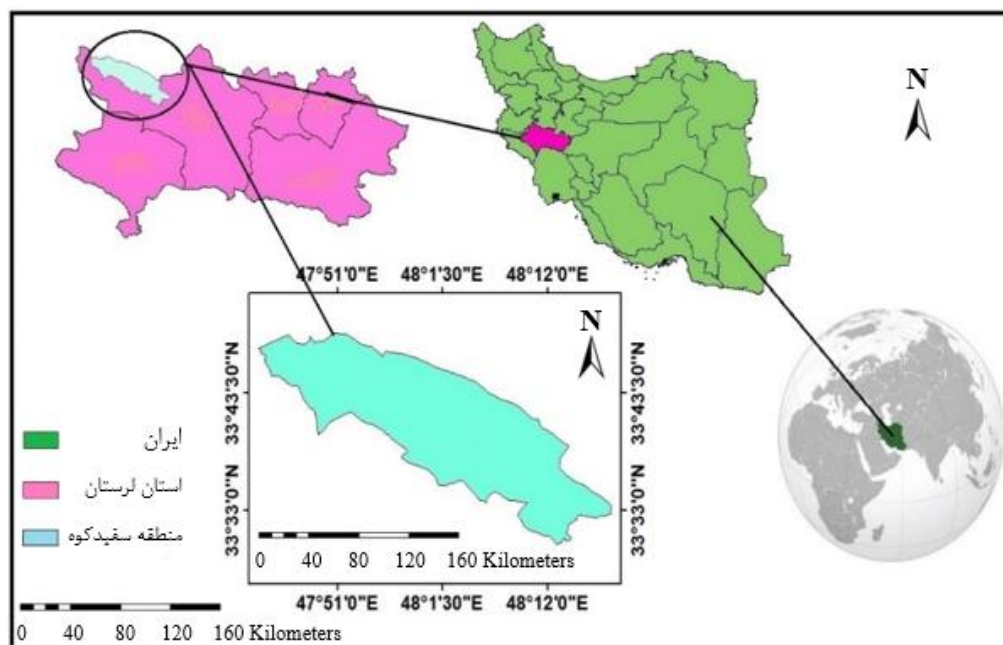 N
N
47°51'0"E 48°1'30"E 48°12'0"E
33°43'30"N 33°43'30"N
33°33'0"N 33°33'0"N
0 40 80 120 160 Kilometers
47°51'0"E 48°1'30"E 48°12'0"E
ایران
استان لرستان
منطقه سفیدکوه
0 40 80 120 160 Kilometers